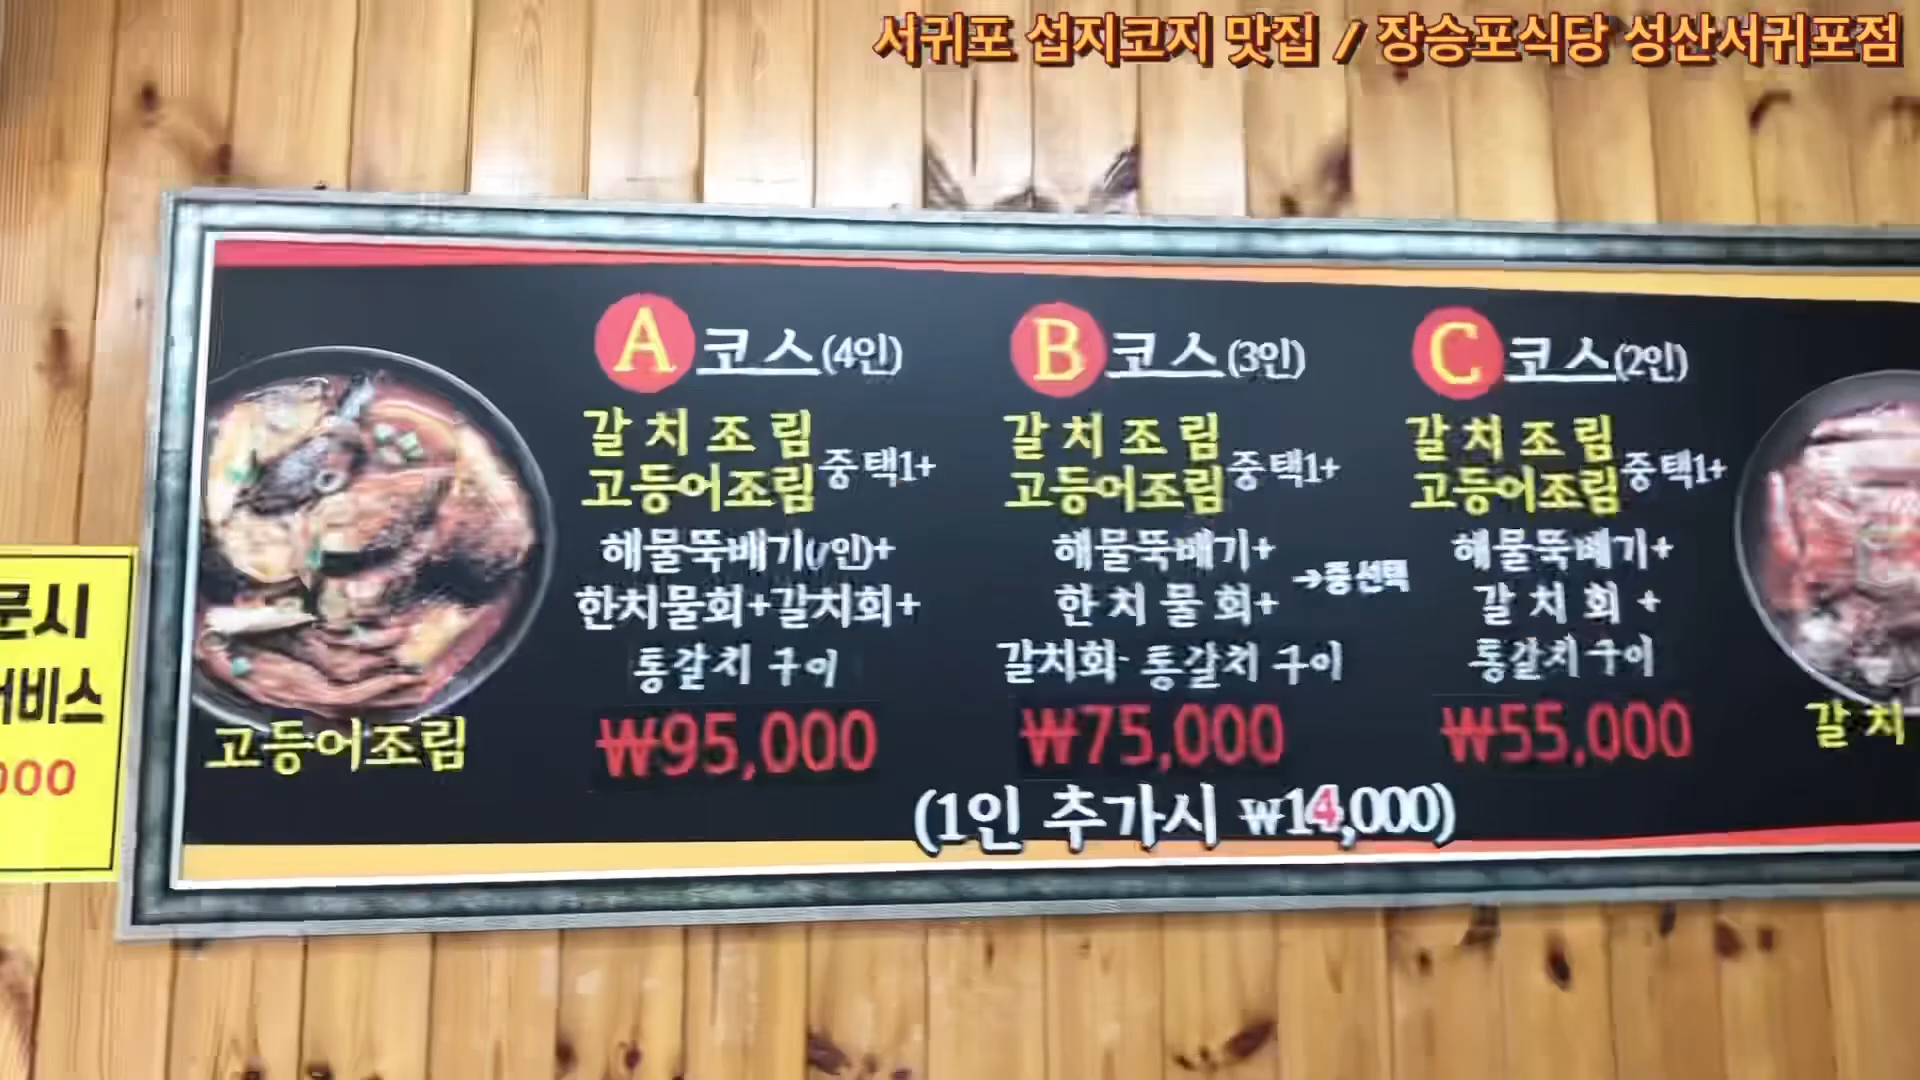 서귀포 섭지코지 맛집 / 장승포식당 성산서귀포점
A 코스(4인)
갈치조림
고등어조림 중택1+
해물뚝배기(1인)+
한치물회+갈치회+
통갈치 구이
₩95,000
B 코스(3인)
갈치조림
고등어조림 중택1+
해물뚝배기+
한치물회+
→중선택
갈치회· 통갈치 구이
₩75,000
C 코스(2인)
갈치조림
고등어조림 중택1+
해물뚝배기+
갈치회 +
통갈치 구이
₩55,000
(1인 추가시 ₩14,000)
고등어조림
갈치
문시
서비스
000